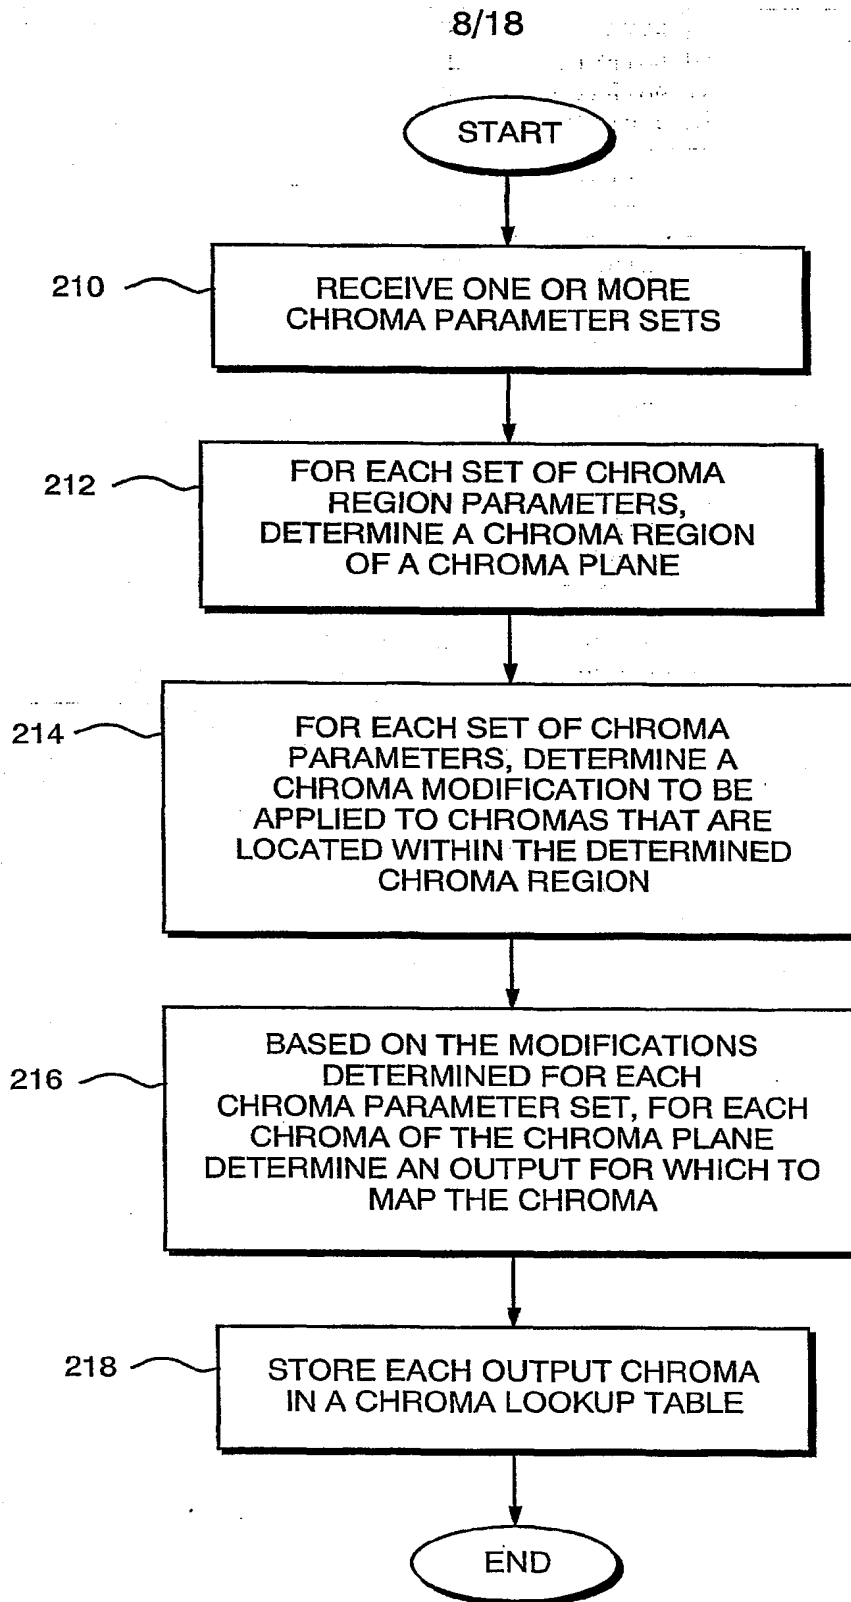 8/18
START
210
RECEIVE ONE OR MORE
CHROMA PARAMETER SETS
212
FOR EACH SET OF CHROMA
REGION PARAMETERS,
DETERMINE A CHROMA REGION
OF A CHROMA PLANE
214
FOR EACH SET OF CHROMA
PARAMETERS, DETERMINE A
CHROMA MODIFICATION TO BE
APPLIED TO CHROMAS THAT ARE
LOCATED WITHIN THE DETERMINED
CHROMA REGION
216
BASED ON THE MODIFICATIONS
DETERMINED FOR EACH
CHROMA PARAMETER SET, FOR EACH
CHROMA OF THE CHROMA PLANE
DETERMINE AN OUTPUT FOR WHICH TO
MAP THE CHROMA
218
STORE EACH OUTPUT CHROMA
IN A CHROMA LOOKUP TABLE
END